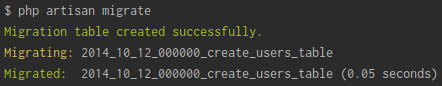 $ php artisan migrate
Migration table created successfully.
Migrating: 2014_10_12_000000_create_users_table
Migrated:  2014_10_12_000000_create_users_table (0.05 seconds)